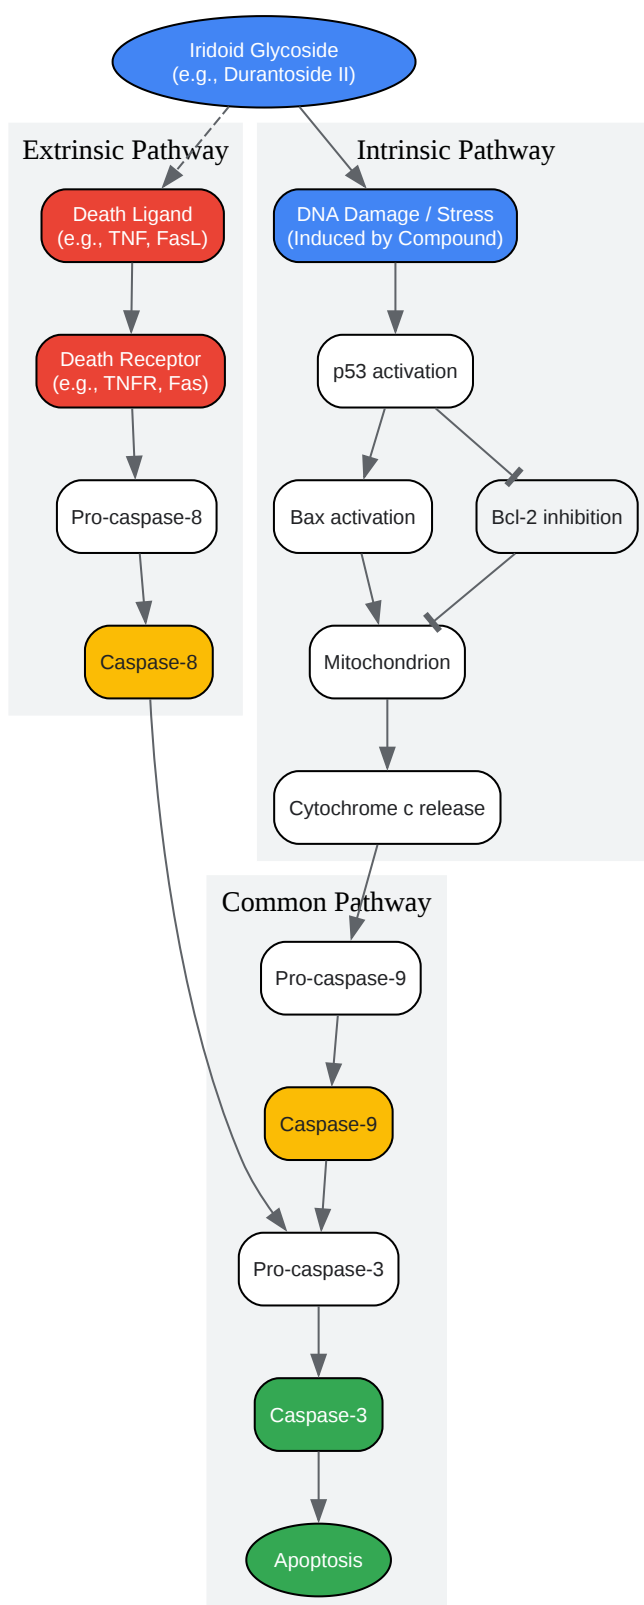 Iridoid Glycoside
(e.g., Durantoside II)
Extrinsic Pathway
Intrinsic Pathway
Death Ligand
(e.g., TNF, FasL)
DNA Damage / Stress
(Induced by Compound)
Death Receptor
(e.g., TNFR, Fas)
p53 activation
Pro-caspase-8
Bax activation
Bcl-2 inhibition
Caspase-8
Mitochondrion
Cytochrome c release
Common Pathway
Pro-caspase-9
Caspase-9
Pro-caspase-3
Caspase-3
Apoptosis